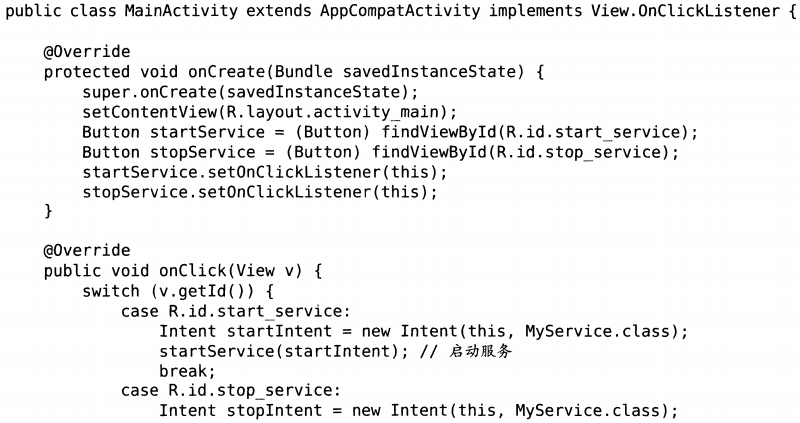 public class MainActivity extends AppCompatActivity implements View.OnClickListener {
@Override
protected void onCreate(Bundle savedInstanceState) {
super.onCreate(savedInstanceState);
setContentView(R.layout.activity_main);
Button startService = (Button) findViewById(R.id.start_service);
Button stopService = (Button) findViewById(R.id.stop_service);
startService.setOnClickListener(this);
stopService.setOnClickListener(this);
}
@Override
public void onClick(View v) {
switch (v.getId()) {
case R.id.start_service:
Intent startIntent = new Intent(this, MyService.class);
startService(startIntent); // 启动服务
break;
case R.id.stop_service:
Intent stopIntent = new Intent(this, MyService.class);